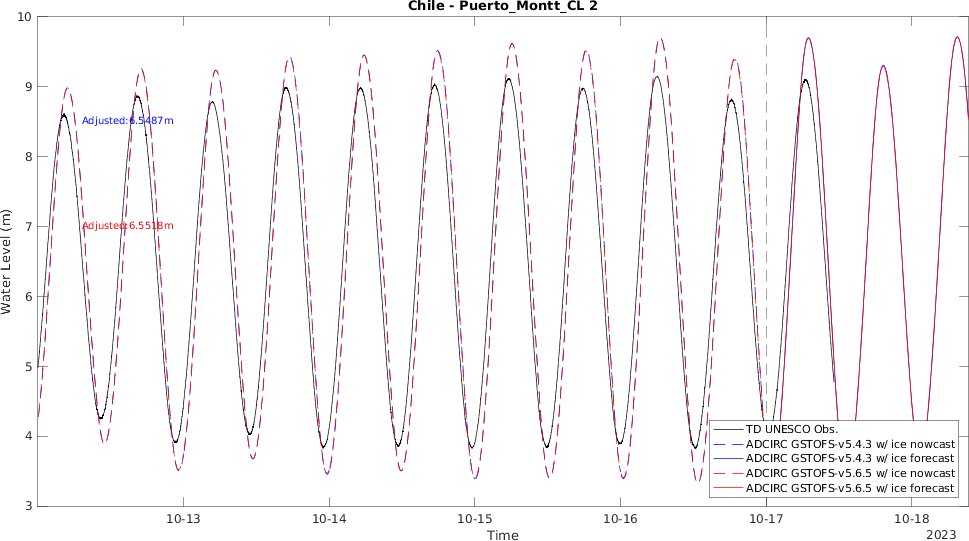 Chile - Puerto_Montt_CL 2
10
9
8
7
6
5
4
3
Water Level (m)
Adjusted:6.5487m
Adjusted:6.5518m
TD UNESCO Obs.
ADCIRC GSTOFS-v5.4.3 w/ ice nowcast
ADCIRC GSTOFS-v5.4.3 w/ ice forecast
ADCIRC GSTOFS-v5.6.5 w/ ice nowcast
ADCIRC GSTOFS-v5.6.5 w/ ice forecast
10-13 10-14 10-15 10-16 10-17 10-18
Time
2023